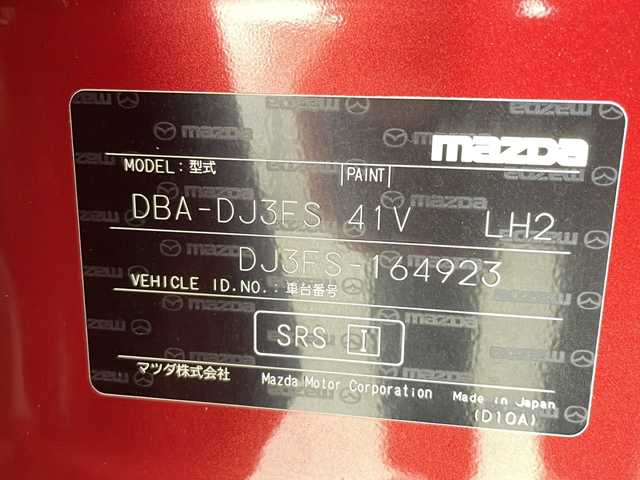 mazda
MODEL:型式 PAINT
DBA-DJ3FS 41V LH2
DJ3FS-164923
VEHICLE ID.NO.:車台番号
SRS I
マツダ株式会社 Mazda Motor Corporation Made in Japan
(D10A)